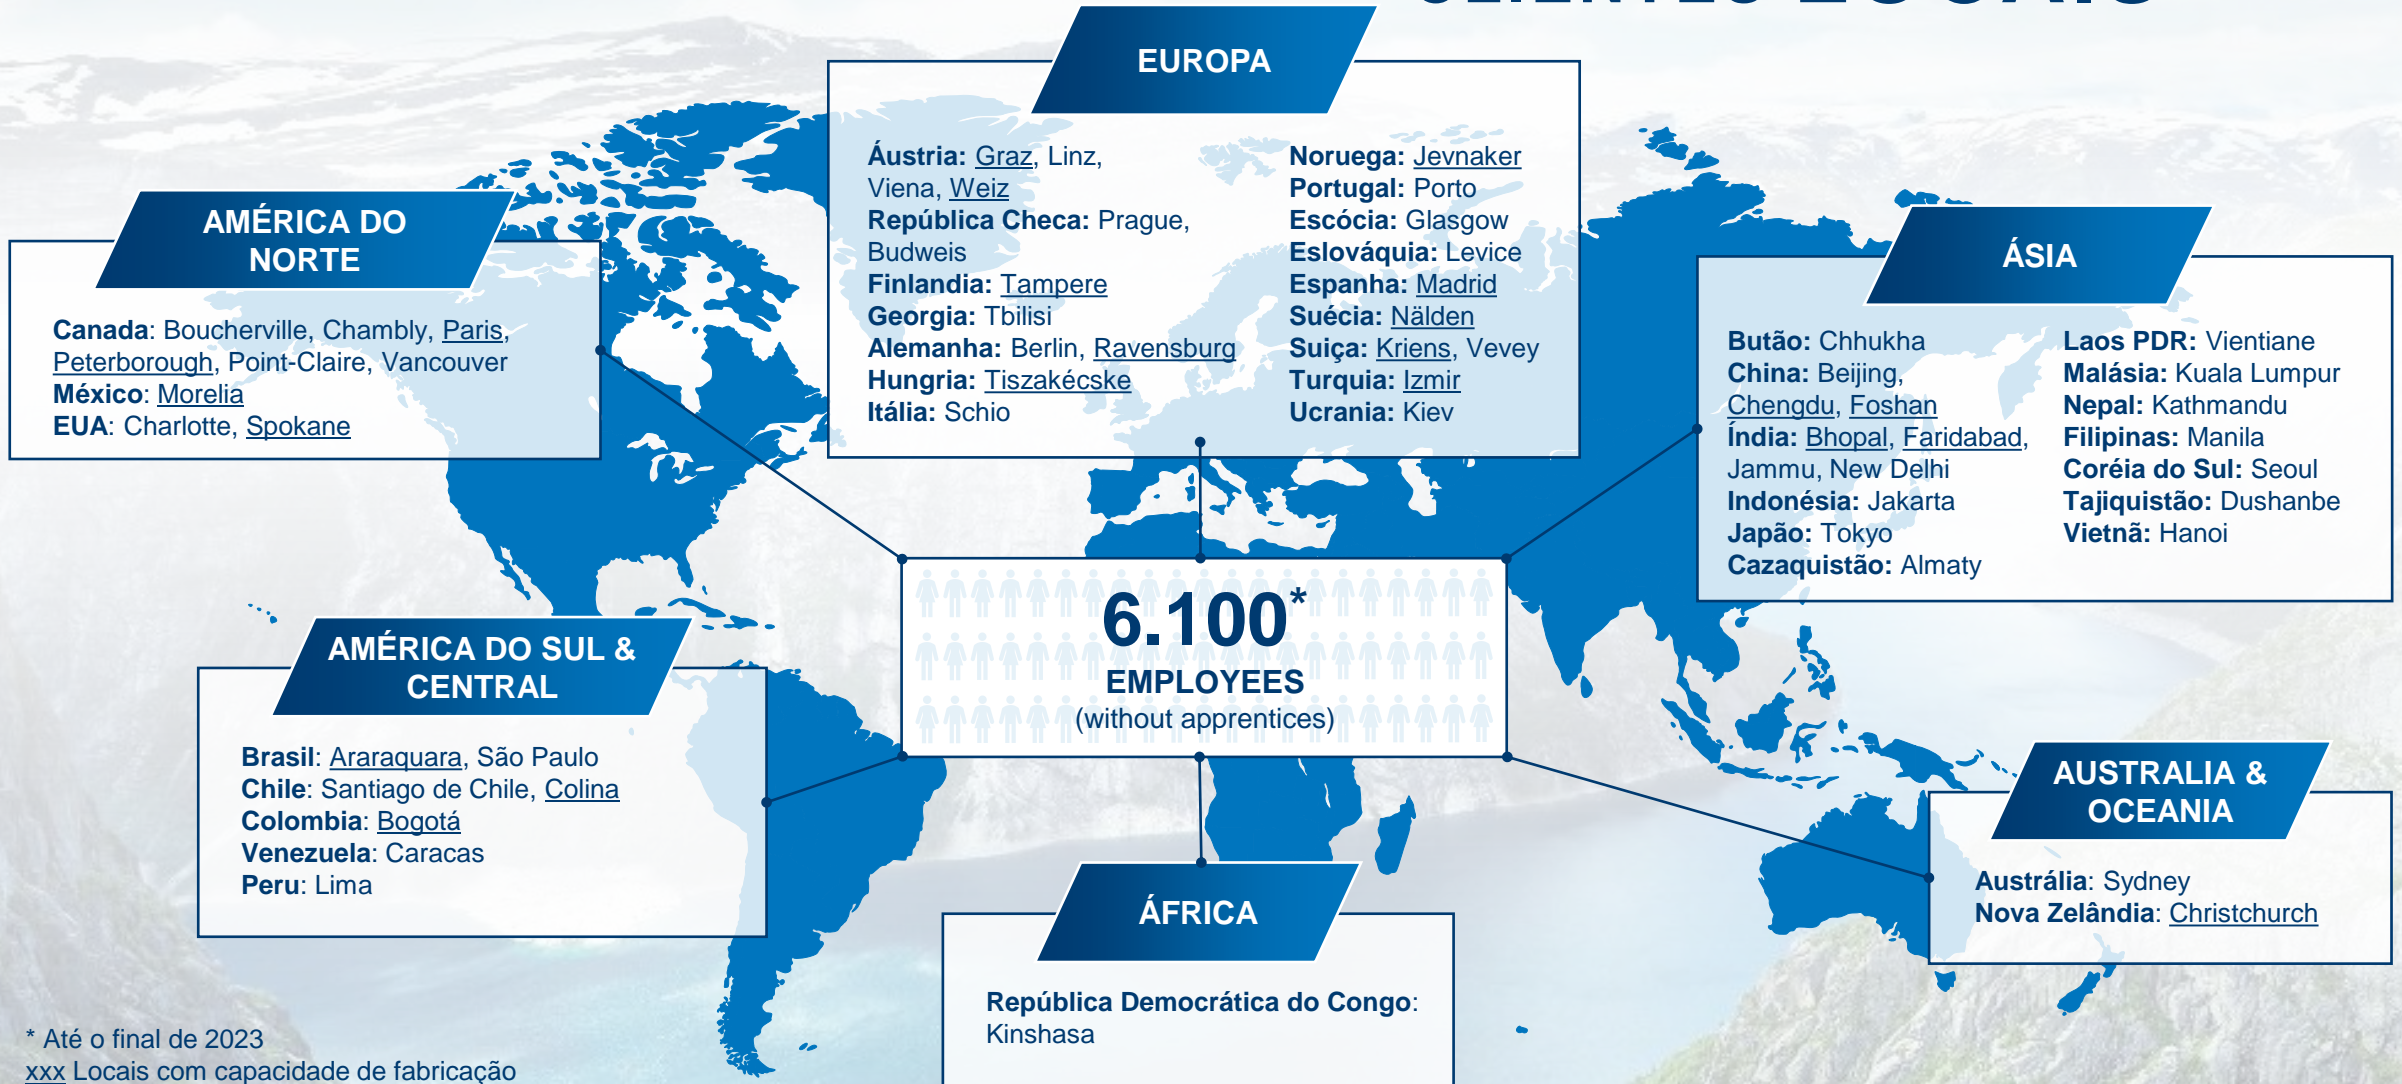 EUROPA
Áustria: Graz, Linz,
Viena, Weiz
República Checa: Prague,
Budweis
Finlandia: Tampere
Georgia: Tbilisi
Alemanha: Berlin, Ravensburg
Hungria: Tiszakécske
Itália: Schio
Noruega: Jevnaker
Portugal: Porto
Escócia: Glasgow
Eslováquia: Levice
Espanha: Madrid
Suécia: Nälden
Suiça: Kriens, Vevey
Turquia: Izmir
Ucrania: Kiev
AMÉRICA DO
NORTE
Canada: Boucherville, Chambly, Paris,
Peterborough, Point-Claire, Vancouver
México: Morelia
EUA: Charlotte, Spokane
ÁSIA
Butão: Chhukha
China: Beijing,
Chengdu, Foshan
Índia: Bhopal, Faridabad,
Jammu, New Delhi
Indonésia: Jakarta
Japão: Tokyo
Cazaquistão: Almaty
Laos PDR: Vientiane
Malásia: Kuala Lumpur
Nepal: Kathmandu
Filipinas: Manila
Coréia do Sul: Seoul
Tajiquistão: Dushanbe
Vietnã: Hanoi
6.100*
EMPLOYEES
(without apprentices)
AMÉRICA DO SUL &
CENTRAL
Brasil: Araraquara, São Paulo
Chile: Santiago de Chile, Colina
Colombia: Bogotá
Venezuela: Caracas
Peru: Lima
AUSTRALIA &
OCEANIA
Austrália: Sydney
Nova Zelândia: Christchurch
ÁFRICA
República Democrática do Congo:
Kinshasa
* Até o final de 2023
xxx Locais com capacidade de fabricação